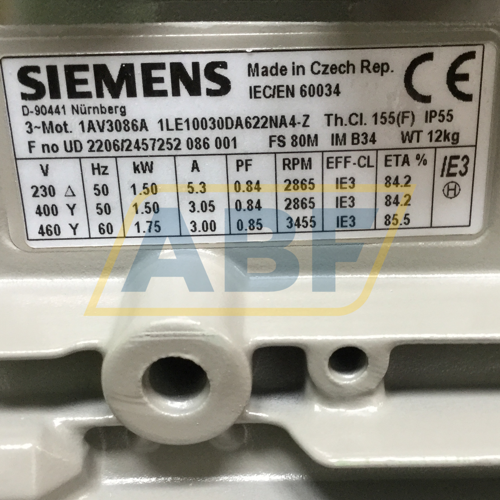 SIEMENS
Made in Czech Rep.
IEC/EN 60034
CE
D-90441 Nürnberg
3~Mot. 1AV3086A 1LE10030DA622NA4-Z Th.Cl. 155(F) IP55
F no UD 2206/2457252 086 001 FS 80M IM B34 WT 12kg
V Hz kW A PF RPM EFF-CL ETA %
230 Δ 50 1.50 5.3 0.84 2865 IE3 84.2
400 Y 50 1.50 3.05 0.84 2865 IE3 84.2
460 Y 60 1.75 3.00 0.85 3455 IE3 85.5
IE3
H
ABF